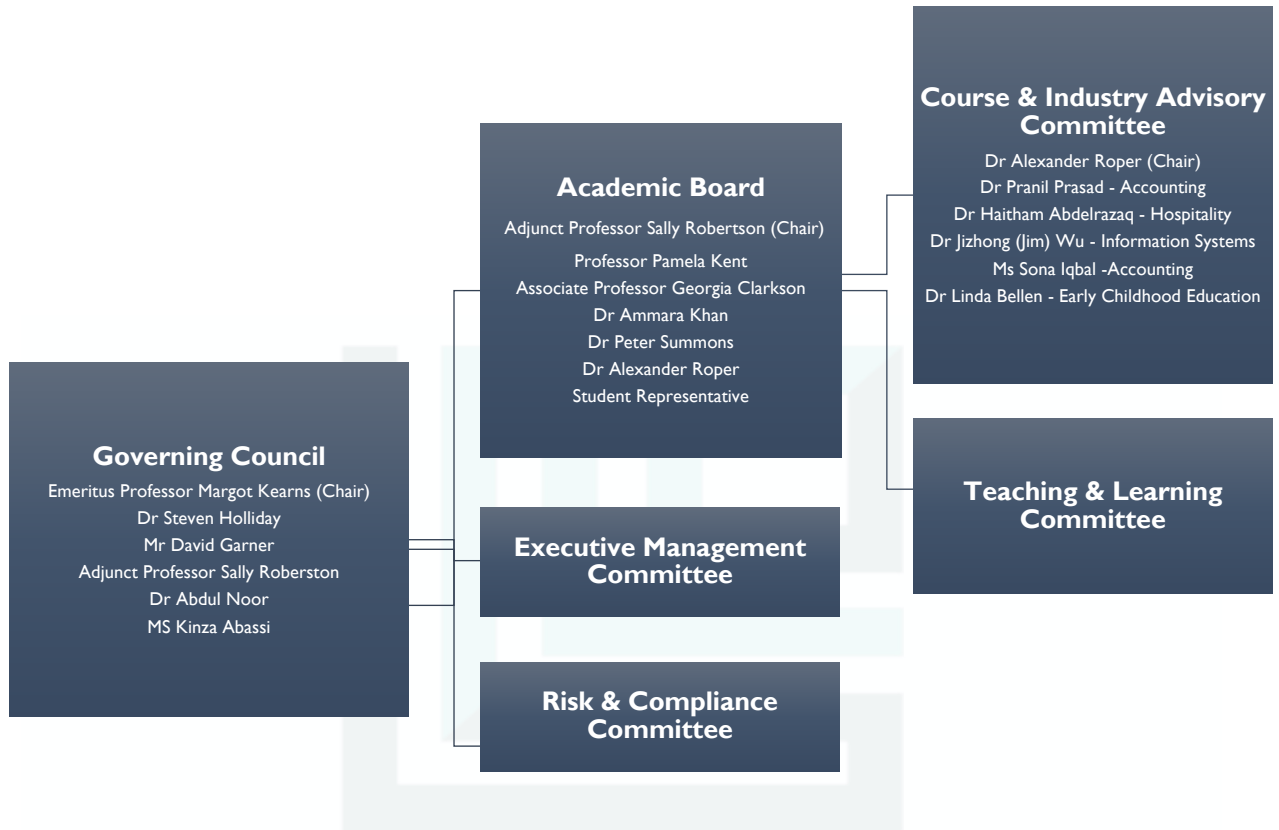 Governing Council
Emeritus Professor Margot Kearns (Chair)
Dr Steven Holliday
Mr David Garner
Adjunct Professor Sally Roberston
Dr Abdul Noor
MS Kinza Abassi
Academic Board
Adjunct Professor Sally Robertson (Chair)
Professor Pamela Kent
Associate Professor Georgia Clarkson
Dr Ammara Khan
Dr Peter Summons
Dr Alexander Roper
Student Representative
Executive Management
Committee
Risk & Compliance
Committee
Course & Industry Advisory
Committee
Dr Alexander Roper (Chair)
Dr Pranil Prasad - Accounting
Dr Haitham Abdelrazaq - Hospitality
Dr Jizhong (Jim) Wu - Information Systems
Ms Sona Iqbal -Accounting
Dr Linda Bellen - Early Childhood Education
Teaching & Learning
Committee